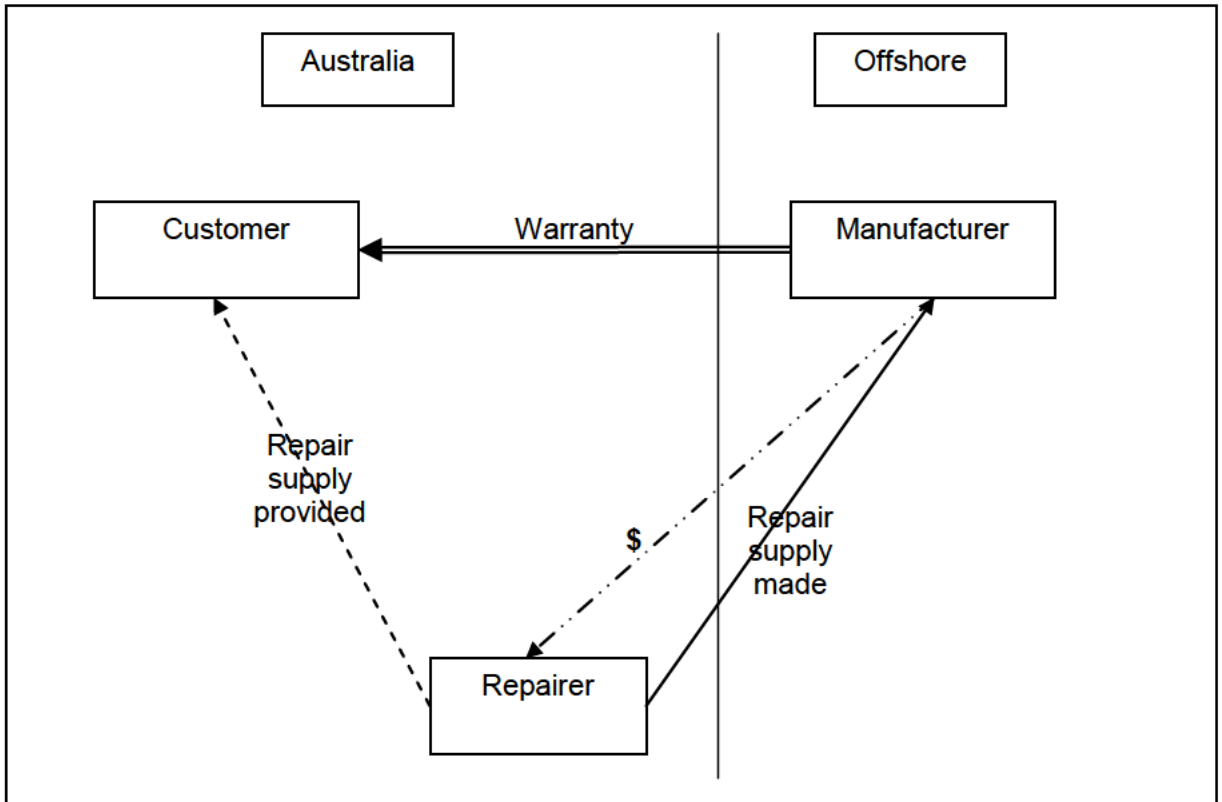 Australia
Offshore
Customer
Warranty
Manufacturer
Repair
supply
provided
$
Repair
supply
made
Repairer